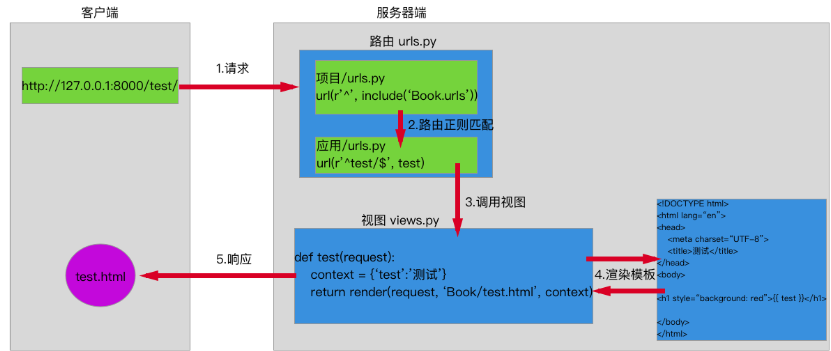 客户端
服务器端
路由 urls.py
http://127.0.0.1:8000/test/
1.请求
项目/urls.py
url(r'^', include('Book.urls'))
2.路由正则匹配
应用/urls.py
url(r'^test/$', test)
3.调用视图
视图 views.py
def test(request):
context = {'test':'测试'}
return render(request, 'Book/test.html', context)
4.渲染模板
<!DOCTYPE html>
<html lang="en">
<head>
<meta charset="UTF-8">
<title>测试</title>
</head>
<body>
<h1 style="background: red">{{ test }}</h1>
</body>
</html>
5.响应
test.html